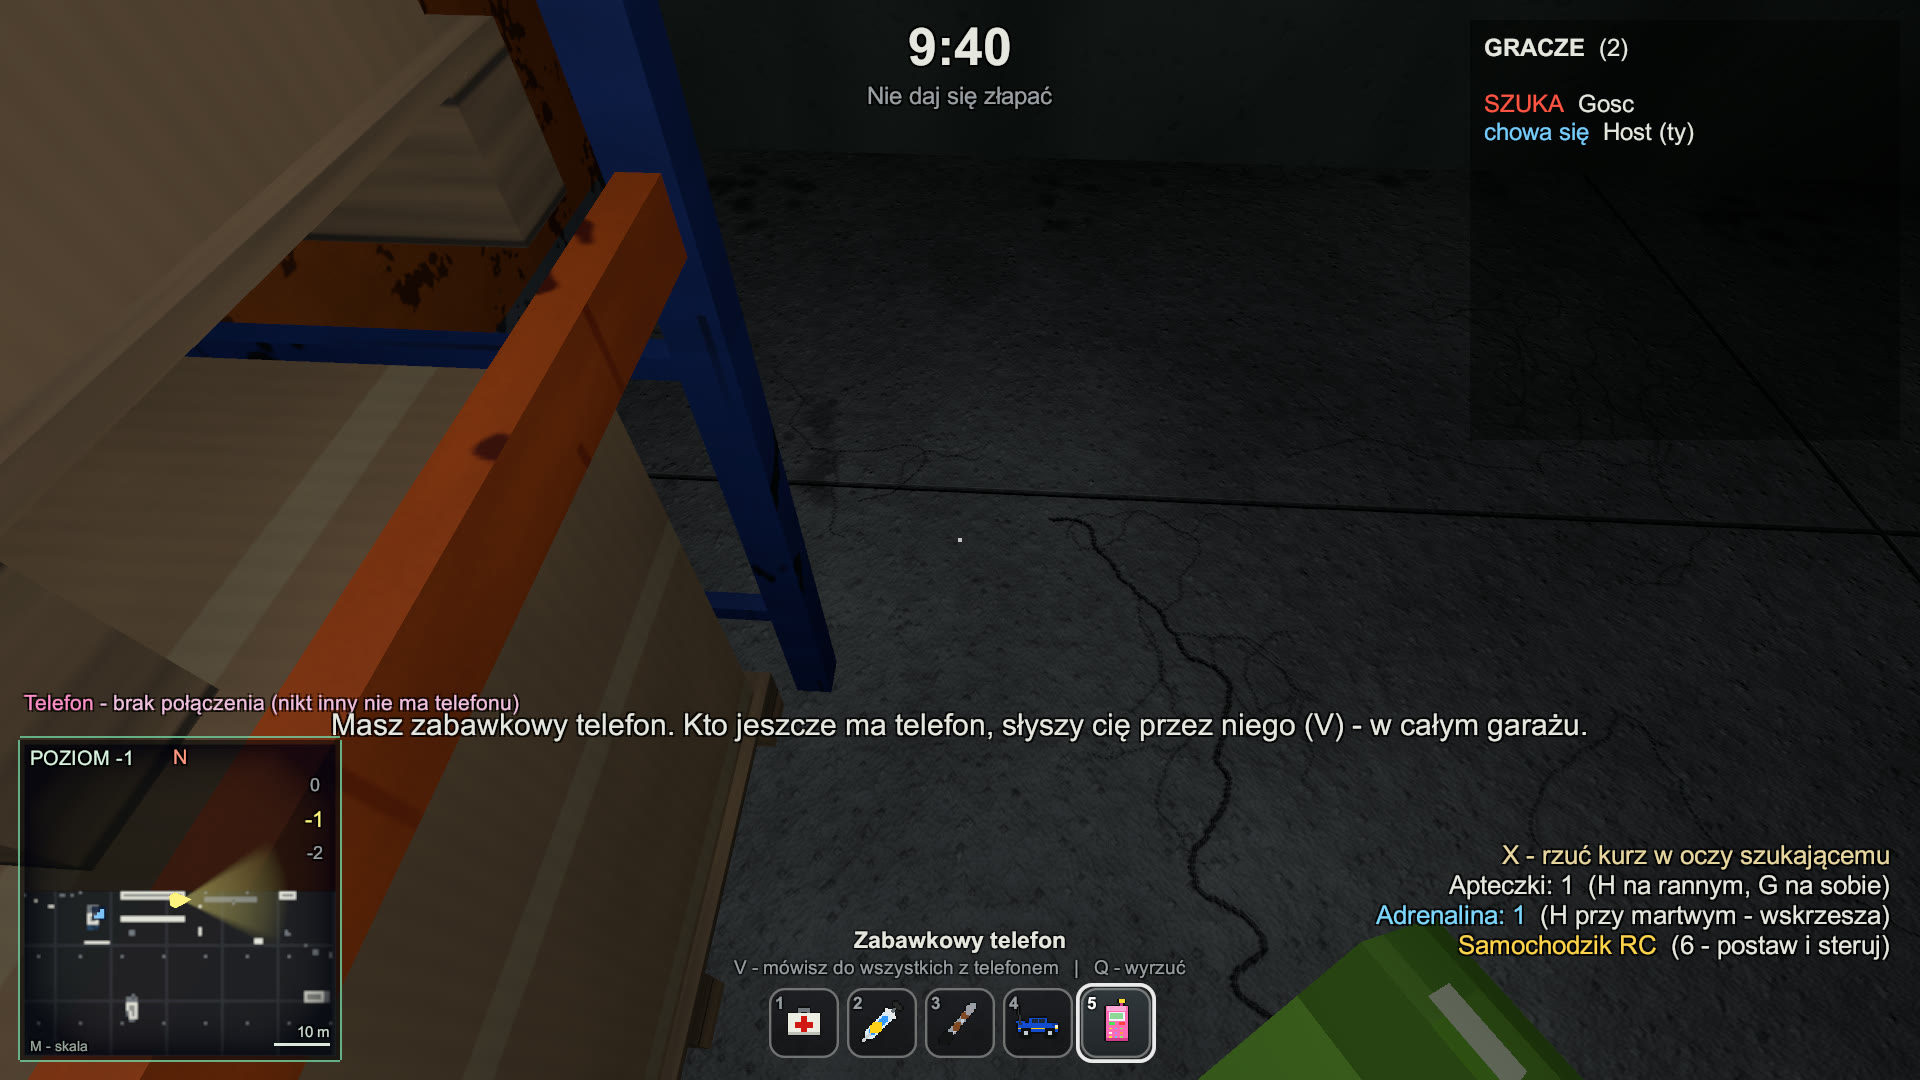 9:40
Nie daj się złapać
GRACZE (2)
SZUKA Gosc
chowa się Host (ty)
Telefon - brak połączenia (nikt inny nie ma telefonu)
Masz zabawkowy telefon. Kto jeszcze ma telefon, słyszy cię przez niego (V) - w całym garażu.
POZIOM -1 N
0
-1
-2
10 m
M - skala
X - rzuć kurz w oczy szukającemu
Apteczki: 1 (H na rannym, G na sobie)
Adrenalina: 1 (H przy martwym - wskrzesza)
Samochodzik RC (6 - postaw i steruj)
Zabawkowy telefon
V - mówisz do wszystkich z telefonem | Q - wyrzuć
1 2 3 4 5